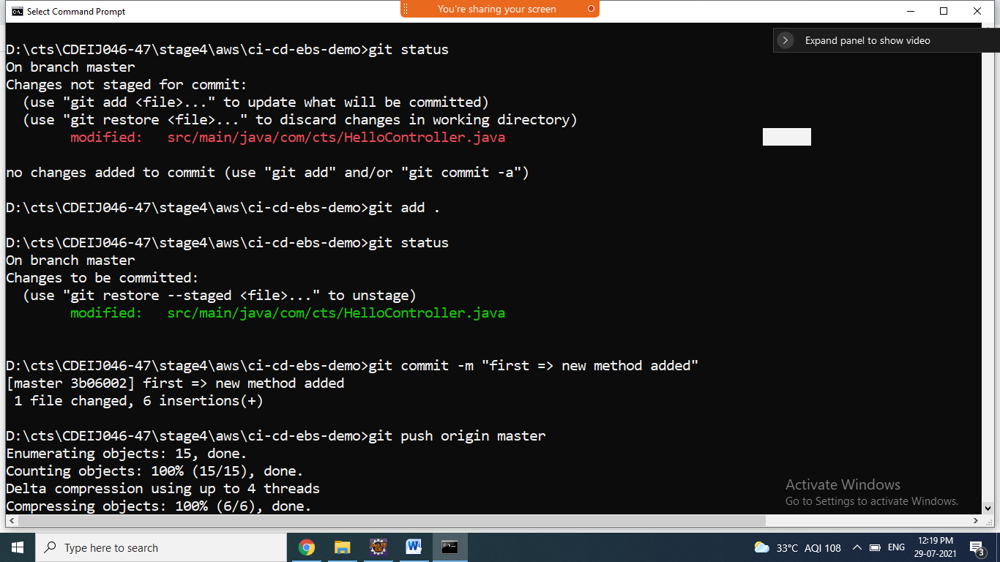 Select Command Prompt
You're sharing your screen
Expand panel to show video
D:\cts\CDEIJ046-47\stage4\aws\ci-cd-ebs-demo>git status
On branch master
Changes not staged for commit:
  (use "git add <file>..." to update what will be committed)
  (use "git restore <file>..." to discard changes in working directory)
        modified:   src/main/java/com/cts/HelloController.java
no changes added to commit (use "git add" and/or "git commit -a")
D:\cts\CDEIJ046-47\stage4\aws\ci-cd-ebs-demo>git add .
D:\cts\CDEIJ046-47\stage4\aws\ci-cd-ebs-demo>git status
On branch master
Changes to be committed:
  (use "git restore --staged <file>..." to unstage)
        modified:   src/main/java/com/cts/HelloController.java
D:\cts\CDEIJ046-47\stage4\aws\ci-cd-ebs-demo>git commit -m "first => new method added"
[master 3b06002] first => new method added
 1 file changed, 6 insertions(+)
D:\cts\CDEIJ046-47\stage4\aws\ci-cd-ebs-demo>git push origin master
Enumerating objects: 15, done.
Counting objects: 100% (15/15), done.
Delta compression using up to 4 threads
Compressing objects: 100% (6/6), done.
Activate Windows
Go to Settings to activate Windows.
Type here to search
33°C AQI 108
ENG
12:19 PM
29-07-2021
3